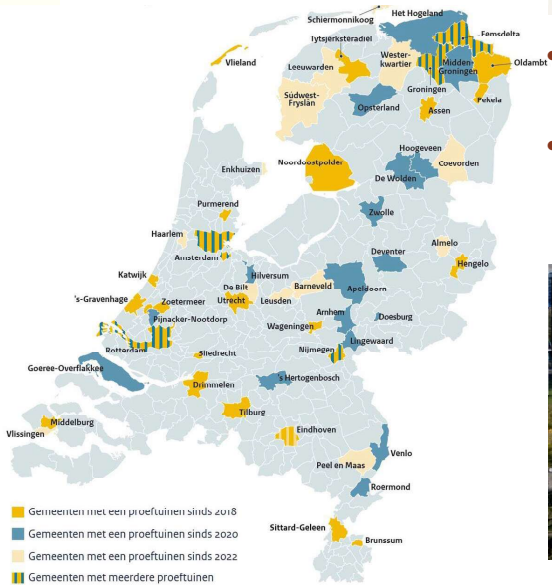 Schiermonnikoog
Het Hogeland
Tytsjerksteradiel
Eemsdelta
Wester-
kwartier
Vlieland
Leeuwarden
Midden-
Groningen
Oldambt
Groningen
Súdwest-
Fryslân
Opsterland
Assen
Pekela
Hoogeveen
Noordoostpolder
Coevorden
Enkhuizen
De Wolden
Purmerend
Zwolle
Haarlem
Almelo
Deventer
Amsterdam
Hengelo
Katwijk
Hilversum
De Bilt
Barneveld
Apeldoorn
's-Gravenhage
Zoetermeer
Utrecht
Leusden
Arnhem
Doesburg
Pijnacker-Nootdorp
Wageningen
Lingewaard
Rotterdam
Sliedrecht
Nijmegen
Goeree-Overflakkee
Drimmelen
's Hertogenbosch
Tilburg
Middelburg
Eindhoven
Vlissingen
Venlo
Peel en Maas
Roermond
Gemeenten met een proeftuinen sinds 2018
Sittard-Geleen
Gemeenten met een proeftuinen sinds 2020
Brunssum
Gemeenten met een proeftuinen sinds 2022
Gemeenten met meerdere proeftuinen